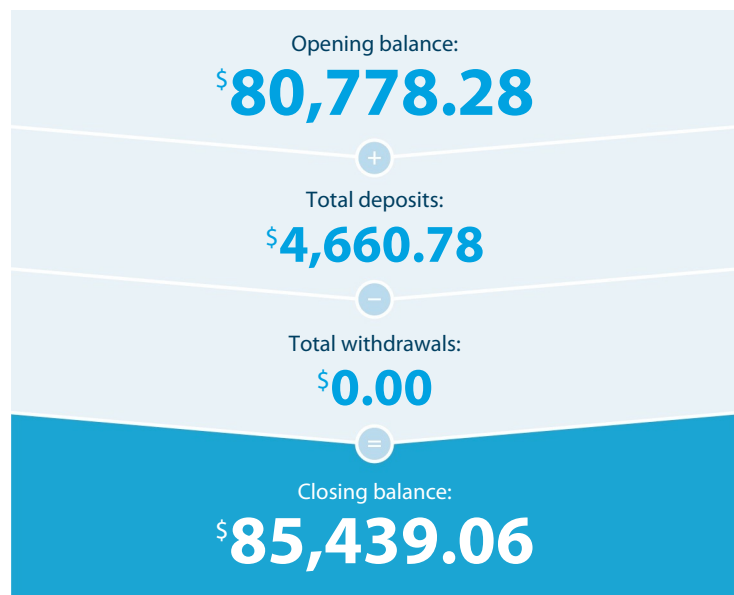 Opening balance:
$80,778.28
+
Total deposits:
$4,660.78
−
Total withdrawals:
$0.00
=
Closing balance:
$85,439.06